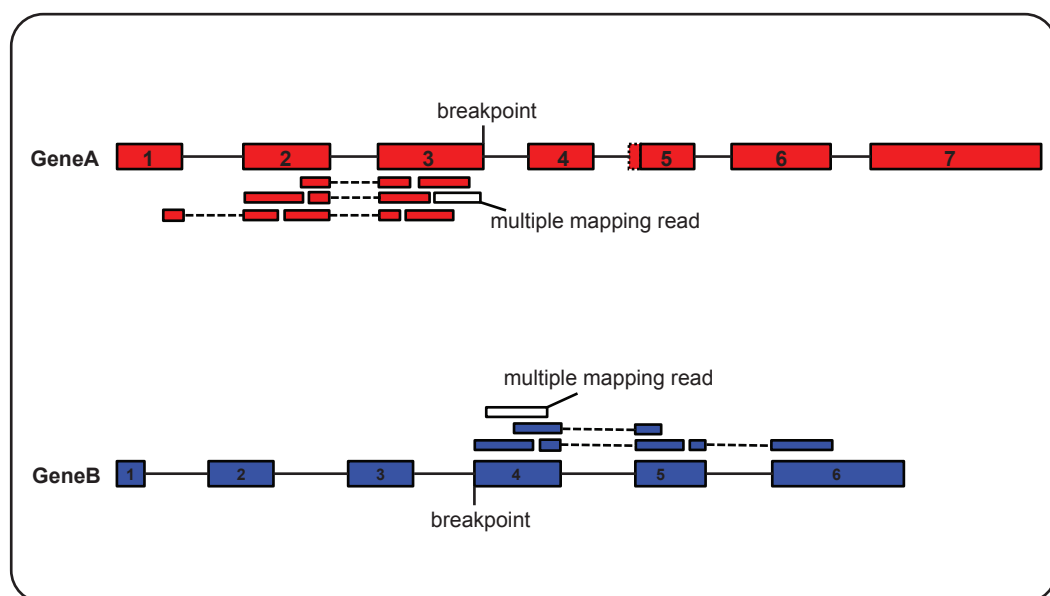 breakpoint
GeneA 1 2 3 4 5 6 7
multiple mapping read
multiple mapping read
GeneB 1 2 3 4 5 6
breakpoint